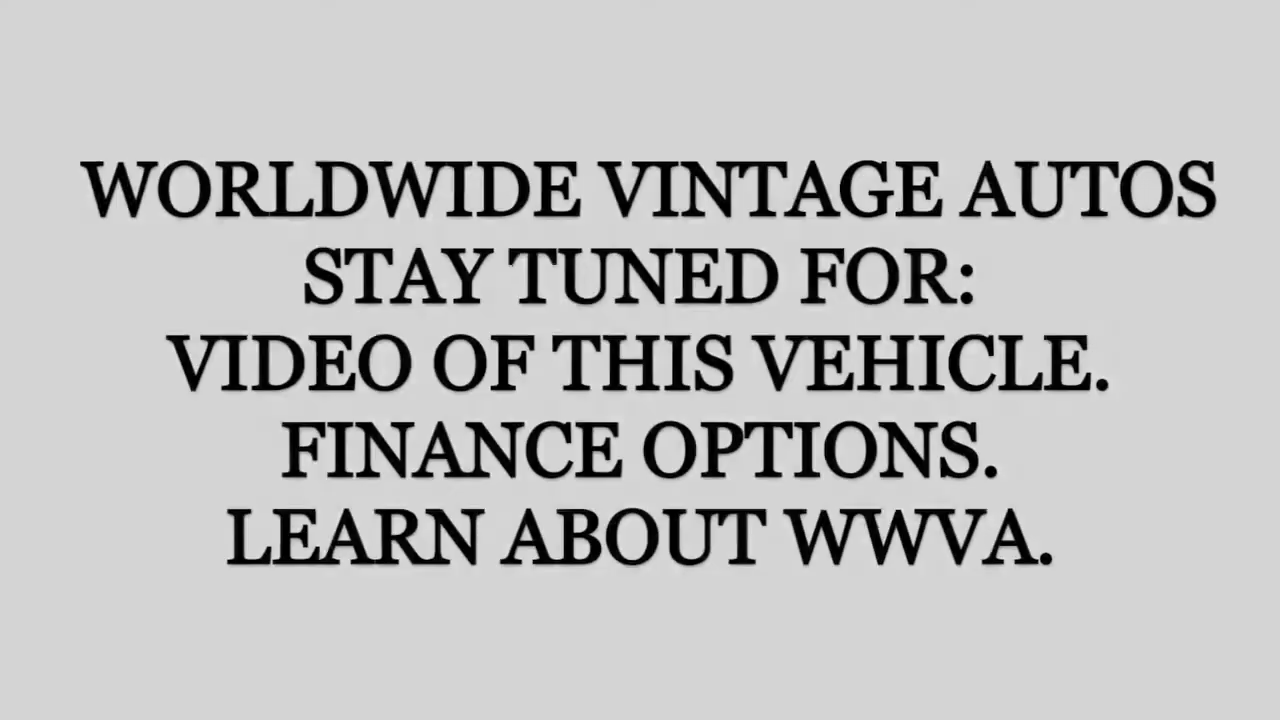 WORLDWIDE VINTAGE AUTOS
STAY TUNED FOR:
VIDEO OF THIS VEHICLE.
FINANCE OPTIONS.
LEARN ABOUT WWVA.